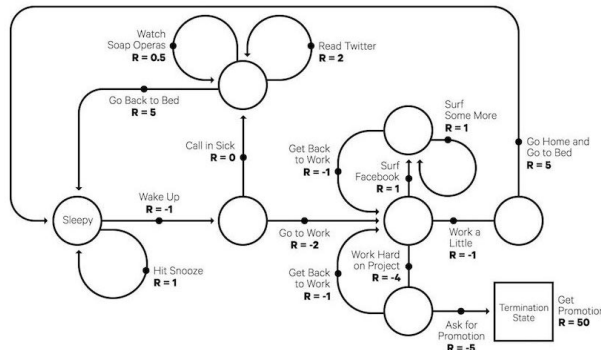 Watch
Soap Operas
R = 0.5
Read Twitter
R = 2
Go Back to Bed
R = 5
Call in Sick
R = 0
Surf
Some More
R = 1
Get Back
to Work
R = -1
Surf
Facebook
R = 1
Go Home and
Go to Bed
R = 5
Sleepy
Wake Up
R = -1
Go to Work
R = -2
Work a
Little
R = -1
Hit Snooze
R = 1
Work Hard
on Project
R = -4
Get Back
to Work
R = -1
Termination
State
Get
Promotion
R = 50
Ask for
Promotion
R = -5